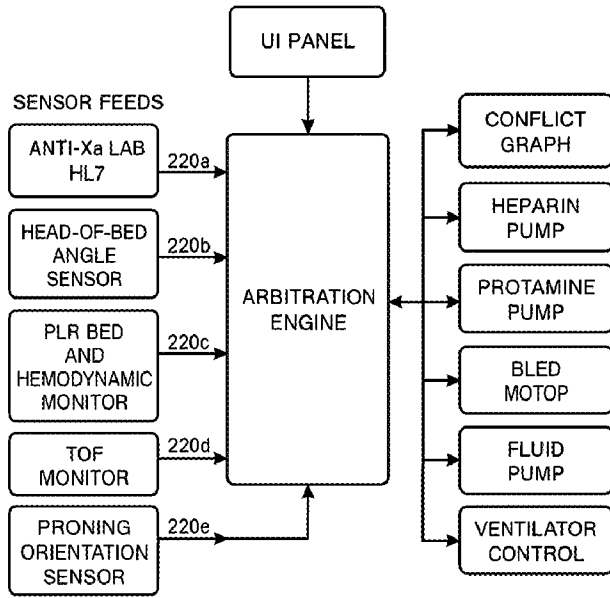 UI PANEL
SENSOR FEEDS
ANTI-Xa LAB
HL7
220a
HEAD-OF-BED
ANGLE
SENSOR
220b
PLR BED
AND
HEMODYNAMIC
MONITOR
220c
TOF
MONITOR
220d
PRONING
ORIENTATION
SENSOR
220e
ARBITRATION
ENGINE
CONFLICT
GRAPH
HEPARIN
PUMP
PROTAMINE
PUMP
BLED
MOTOP
FLUID
PUMP
VENTILATOR
CONTROL